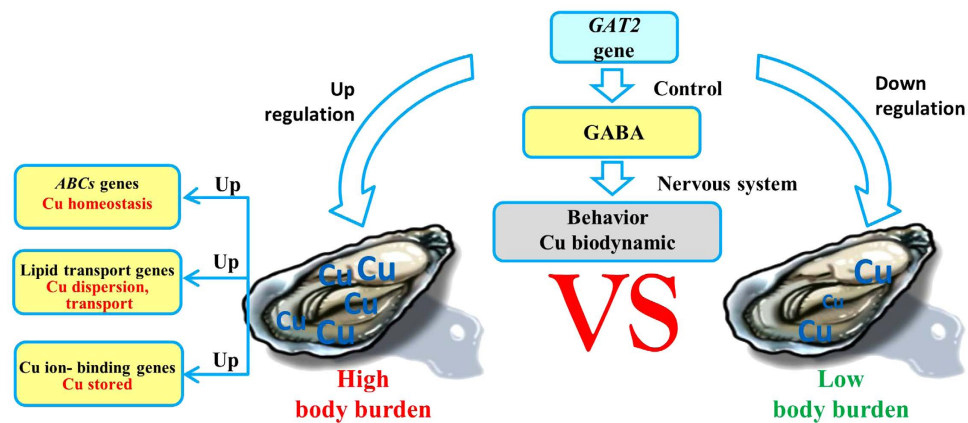 GAT2
gene
Up
regulation
Control
Down
regulation
GABA
Nervous system
Behavior
Cu biodynamic
ABCs genes
Cu homeostasis
Up
Lipid transport genes
Cu dispersion,
transport
Up
Cu ion- binding genes
Cu stored
Up
Cu Cu
Cu
Cu
Cu
VS
Cu
Cu
Cu
High
body burden
Low
body burden